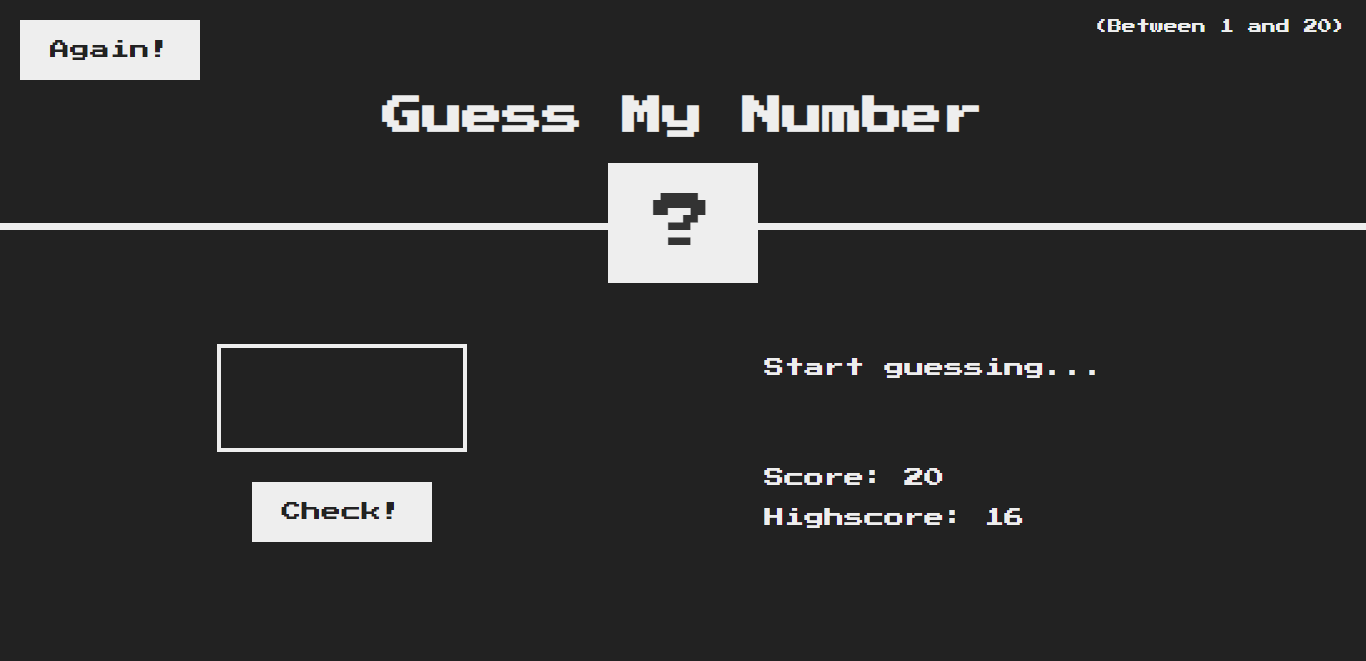 Again!
(Between 1 and 20)
Guess My Number
?
Start guessing...
Score: 20
Highscore: 16
Check!